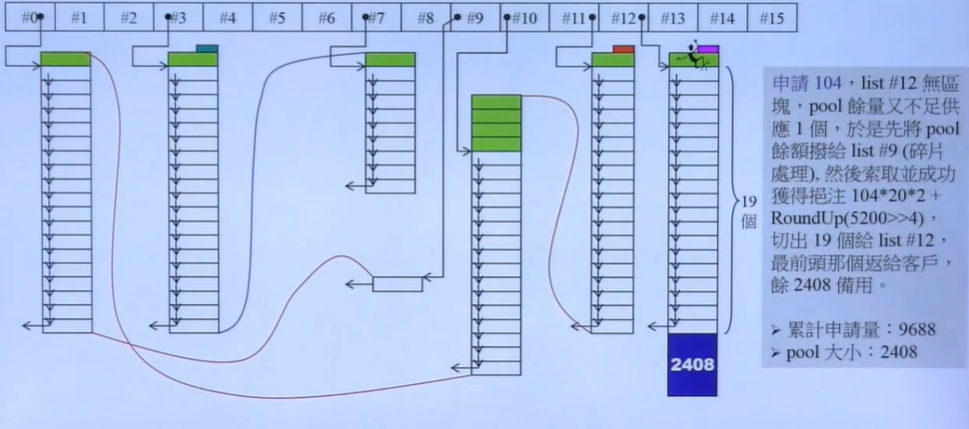 #0 #1 #2 #3 #4 #5 #6 #7 #8 #9 #10 #11 #12 #13 #14 #15
申請 104，list #12 無區
塊，pool 餘量又不足供
應 1 個，於是先將 pool
餘額撥給 list #9 (碎片
處理), 然後索取並成功
獲得挹注 104*20*2 +
RoundUp(5200>>4)，
切出 19 個給 list #12，
最前頭那個返給客戶，
餘 2408 備用。
➢ 累計申請量：9688
➢ pool 大小：2408
19
個
2408